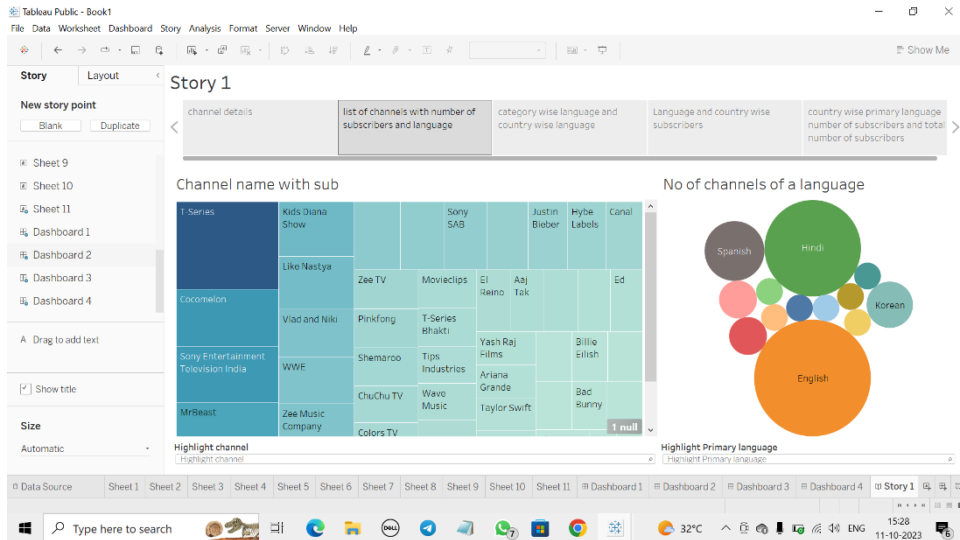 Tableau Public - Book1
File Data Worksheet Dashboard Story Analysis Format Server Window Help
Show Me
Story Layout
New story point
Blank Duplicate
Sheet 9
Sheet 10
Sheet 11
Dashboard 1
Dashboard 2
Dashboard 3
Dashboard 4
A Drag to add text
Show title
Size
Automatic
Story 1
channel details
list of channels with number of
subscribers and language
category wise language and
country wise language
Language and country wise
subscribers
country wise primary language
number of subscribers and total
number of subscribers
Channel name with sub
T-Series
Cocomelon
Sony Entertainment
Television India
MrBeast
Kids Diana
Show
Like Nastya
Vlad and Niki
WWE
Zee Music
Company
Zee TV
Pinkfong
Shemaroo
ChuChu TV
Colors TV
Sony
SAB
Movieclips
T-Series
Bhakti
Tips
Industries
Wave
Music
Justin
Bieber
Hybe
Labels
Canal
El
Reino
Aaj
Tak
Ed
Yash Raj
Films
Ariana
Grande
Taylor Swift
Billie
Eilish
Bad
Bunny
1 null
Highlight channel
Highlight channel
No of channels of a language
Spanish
Hindi
Korean
English
Highlight Primary language
Highlight Primary language
Data Source Sheet 1 Sheet 2 Sheet 3 Sheet 4 Sheet 5 Sheet 6 Sheet 7 Sheet 8 Sheet 9 Sheet 10 Sheet 11 Dashboard 1 Dashboard 2 Dashboard 3 Dashboard 4 Story 1
Type here to search
DELL
7
32°C
ENG
15:28
11-10-2023
6